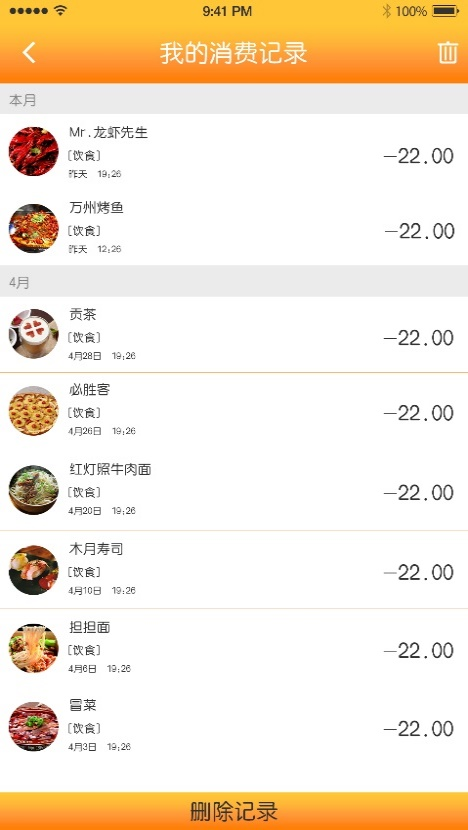 9:41 PM 100%
我的消费记录
本月
Mr.龙虾先生
[饮食]
昨天 19:26
-22.00
万州烤鱼
[饮食]
昨天 12:26
-22.00
4月
贡茶
[饮食]
4月28日 19:26
-22.00
必胜客
[饮食]
4月26日 19:26
-22.00
红灯照牛肉面
[饮食]
4月20日 19:26
-22.00
木月寿司
[饮食]
4月10日 19:26
-22.00
担担面
[饮食]
4月6日 19:26
-22.00
冒菜
[饮食]
4月3日 19:26
-22.00
删除记录